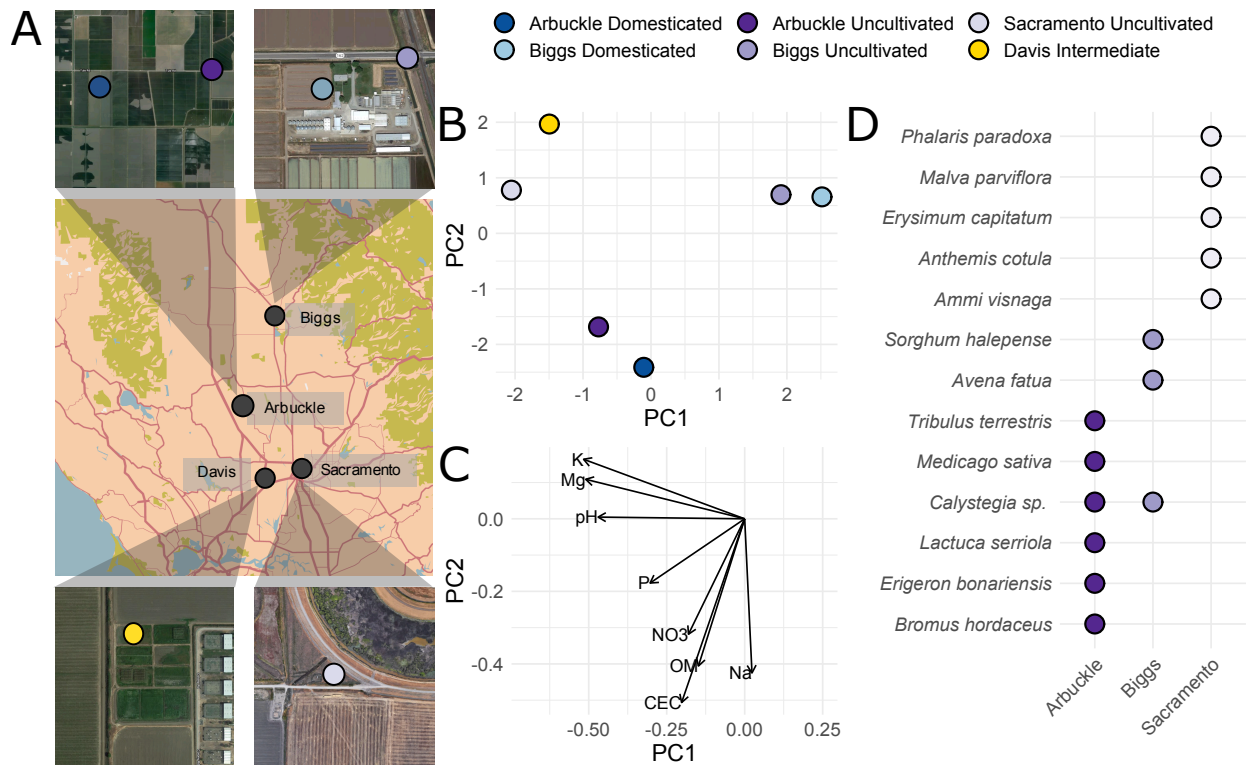 A
Arbuckle Domesticated
Arbuckle Uncultivated
Sacramento Uncultivated
Biggs Domesticated
Biggs Uncultivated
Davis Intermediate
Biggs
Arbuckle
Davis
Sacramento
B
PC2
2
1
0
-1
-2
-2
-1
0
1
2
PC1
C
PC2
0.0
-0.2
-0.4
K
Mg
pH
P
NO3
OM
Na
CEC
-0.50
-0.25
0.00
0.25
PC1
D
Phalaris paradoxa
Malva parviflora
Erysimum capitatum
Anthemis cotula
Ammi visnaga
Sorghum halepense
Avena fatua
Tribulus terrestris
Medicago sativa
Calystegia sp.
Lactuca serriola
Erigeron bonariensis
Bromus hordaceus
Arbuckle
Biggs
Sacramento